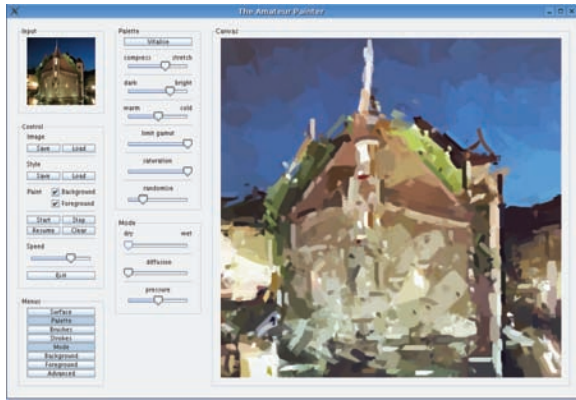 The Amateur Painter
Input
Control
Image
Save Load
Style
Save Load
Paint Background
Foreground
Start Stop
Resume Clear
Speed
Exit
Menus
Surface
Palette
Brushes
Strokes
Mode
Background
Foreground
Advanced
Palette
Initialise
compress stretch
dark bright
warm cold
limit gamut
saturation
randomise
Mode
dry wet
diffusion
pressure
Canvas